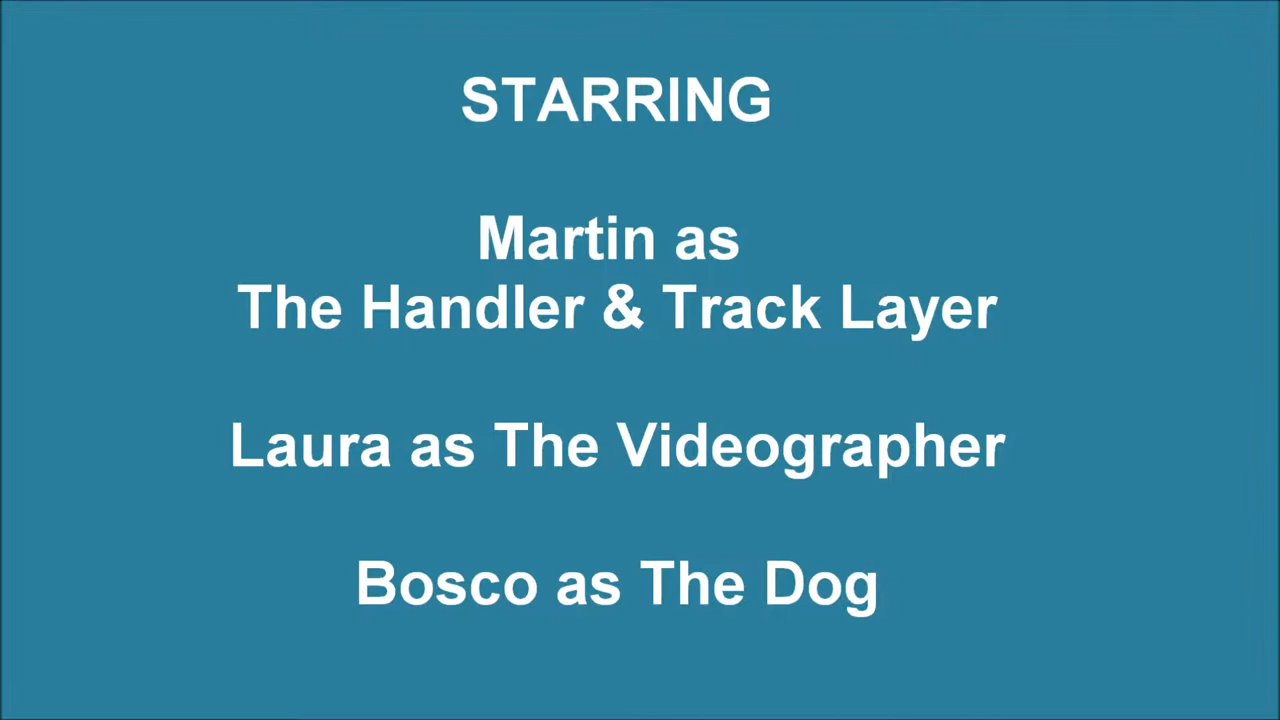 STARRING
Martin as
The Handler & Track Layer
Laura as The Videographer
Bosco as The Dog